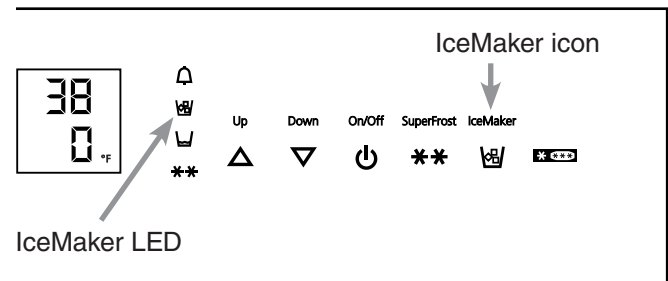 IceMaker icon
38
0 °F
Up Down On/Off SuperFrost IceMaker
IceMaker LED